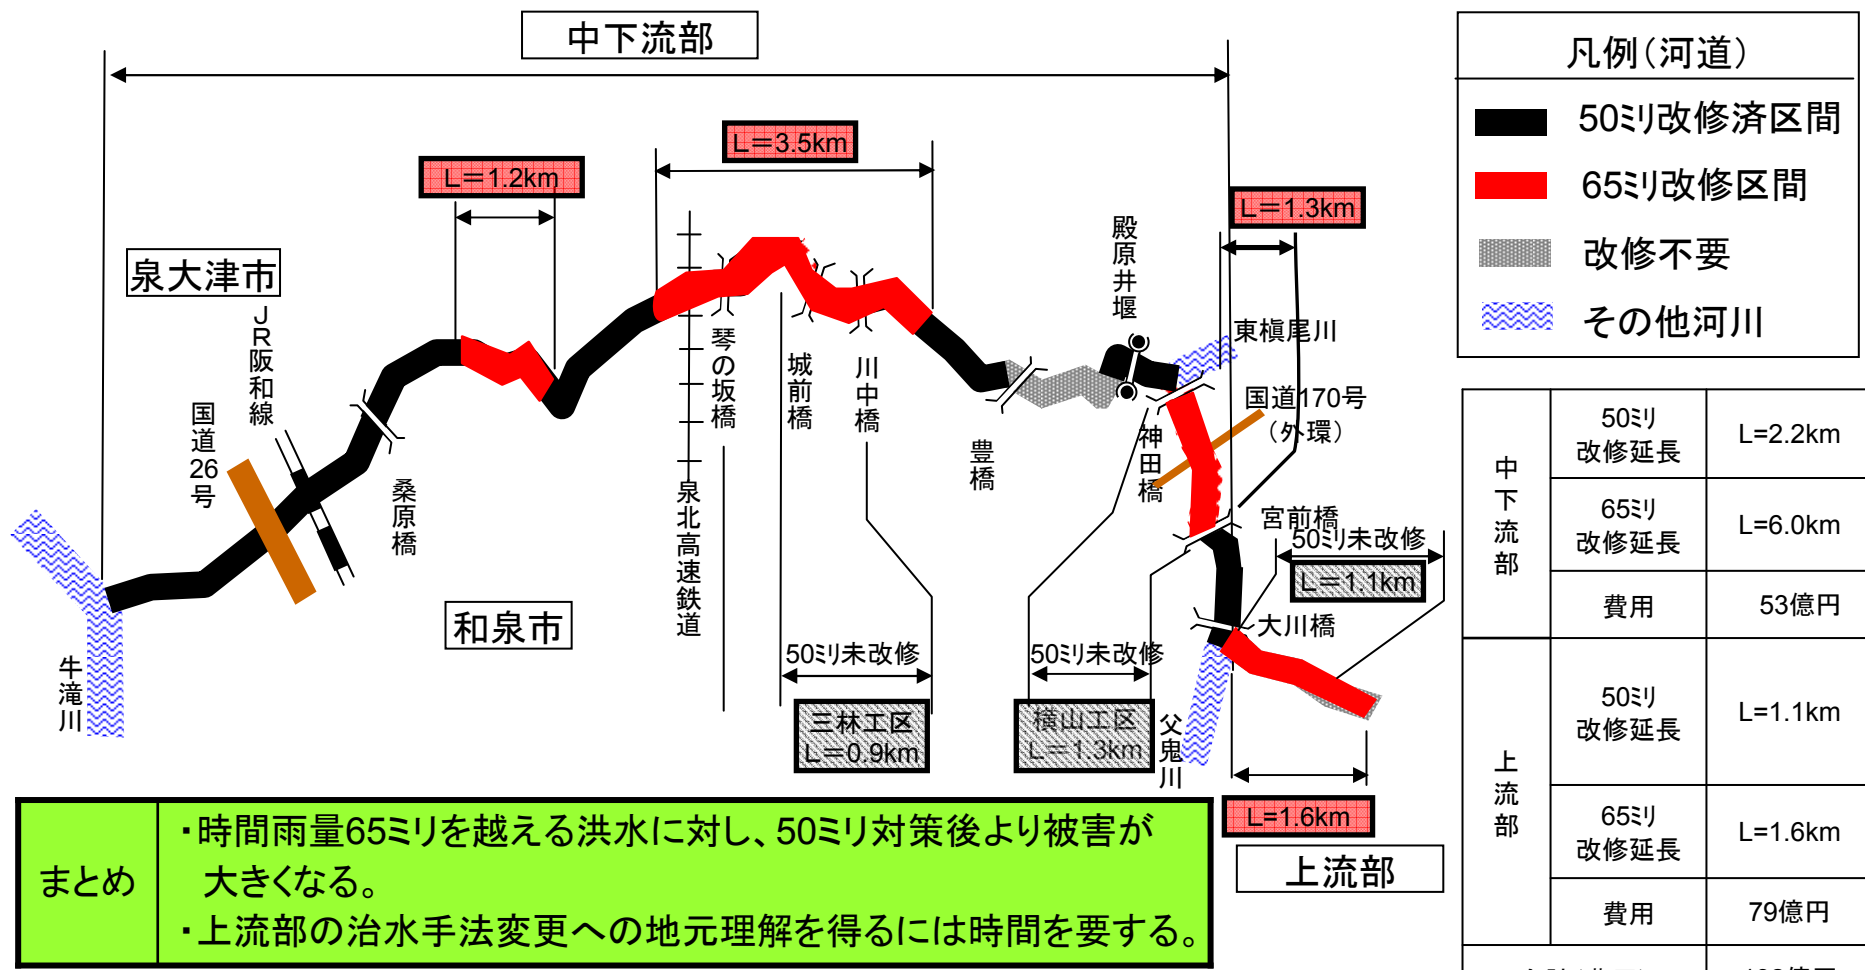 中下流部
凡例（河道）
50ﾐﾘ改修済区間
65ﾐﾘ改修区間
改修不要
その他河川
L＝3.5km
L＝1.2km
L＝1.3km
泉大津市
JR阪和線
国道26号
桑原橋
琴の坂橋
城前橋
川中橋
殿原井堰
東槇尾川
国道170号
（外環）
神田橋
豊橋
泉北高速鉄道
宮前橋
50ﾐﾘ未改修
L＝1.1km
大川橋
和泉市
牛滝川
50ﾐﾘ未改修
三林工区
L＝0.9km
50ﾐﾘ未改修
横山工区
L＝1.3km
父鬼川
L=1.6km
上流部
まとめ
・時間雨量65ミリを越える洪水に対し、50ミリ対策後より被害が
大きくなる。
・上流部の治水手法変更への地元理解を得るには時間を要する。
中下流部
50ﾐﾘ
改修延長
L=2.2km
65ﾐﾘ
改修延長
L=6.0km
費用
53億円
上流部
50ﾐﾘ
改修延長
L=1.1km
65ﾐﾘ
改修延長
L=1.6km
費用
79億円